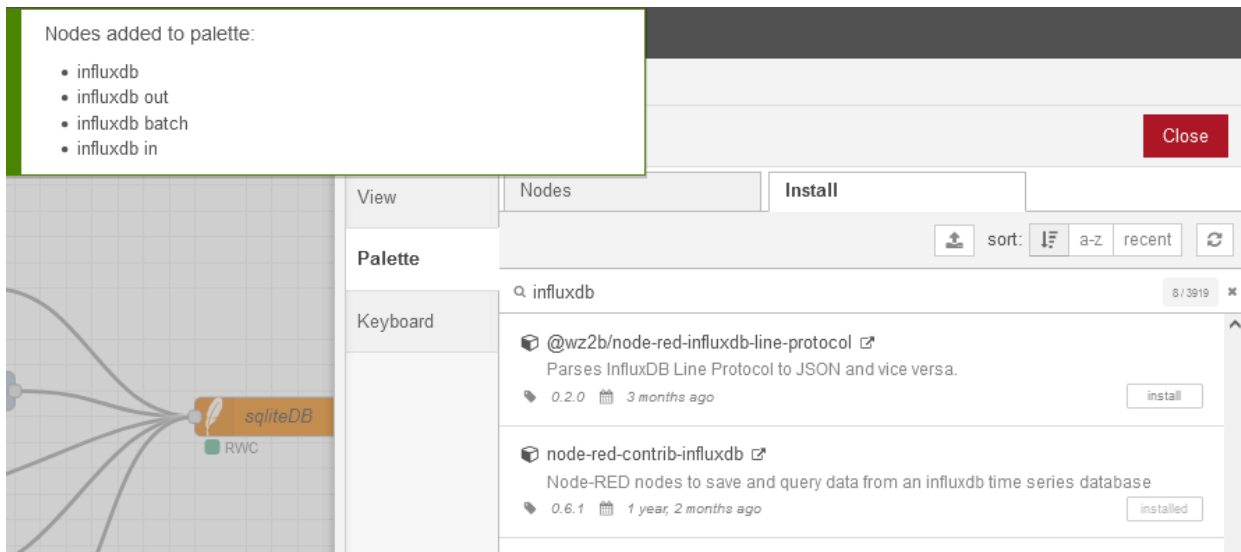 Nodes added to palette:
• influxdb
• influxdb out
• influxdb batch
• influxdb in
Close
View
Nodes
Install
sort:
a-z
recent
Palette
influxdb
8 / 3919
Keyboard
@wz2b/node-red-influxdb-line-protocol
Parses InfluxDB Line Protocol to JSON and vice versa.
0.2.0 3 months ago
install
sqliteDB
RWC
node-red-contrib-influxdb
Node-RED nodes to save and query data from an influxdb time series database
0.6.1 1 year, 2 months ago
installed